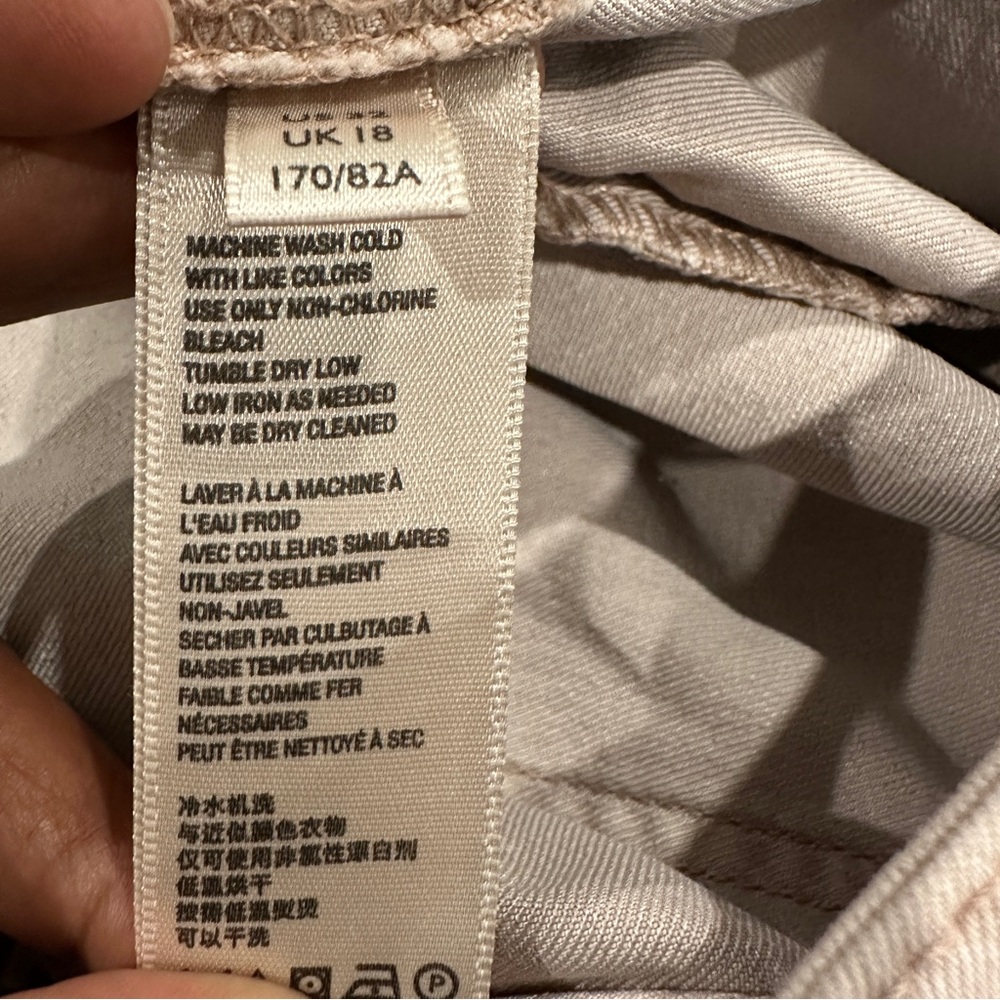 UK 18
170/82A
MACHINE WASH COLD
WITH LIKE COLORS
USE ONLY NON-CHLORINE
BLEACH
TUMBLE DRY LOW
LOW IRON AS NEEDED
MAY BE DRY CLEANED
LAVER À LA MACHINE À
L'EAU FROID
AVEC COULEURS SIMILAIRES
UTILISEZ SEULEMENT
NON-JAVEL
SECHER PAR CULBUTAGE À
BASSE TEMPÉRATURE
FAIBLE COMME FER
NÉCESSAIRES
PEUT ÊTRE NETTOYÉ À SEC
冷水机洗
与近似颜色衣物
仅可使用非氯性漂白剂
低温烘干
按需低温熨烫
可以干洗
P